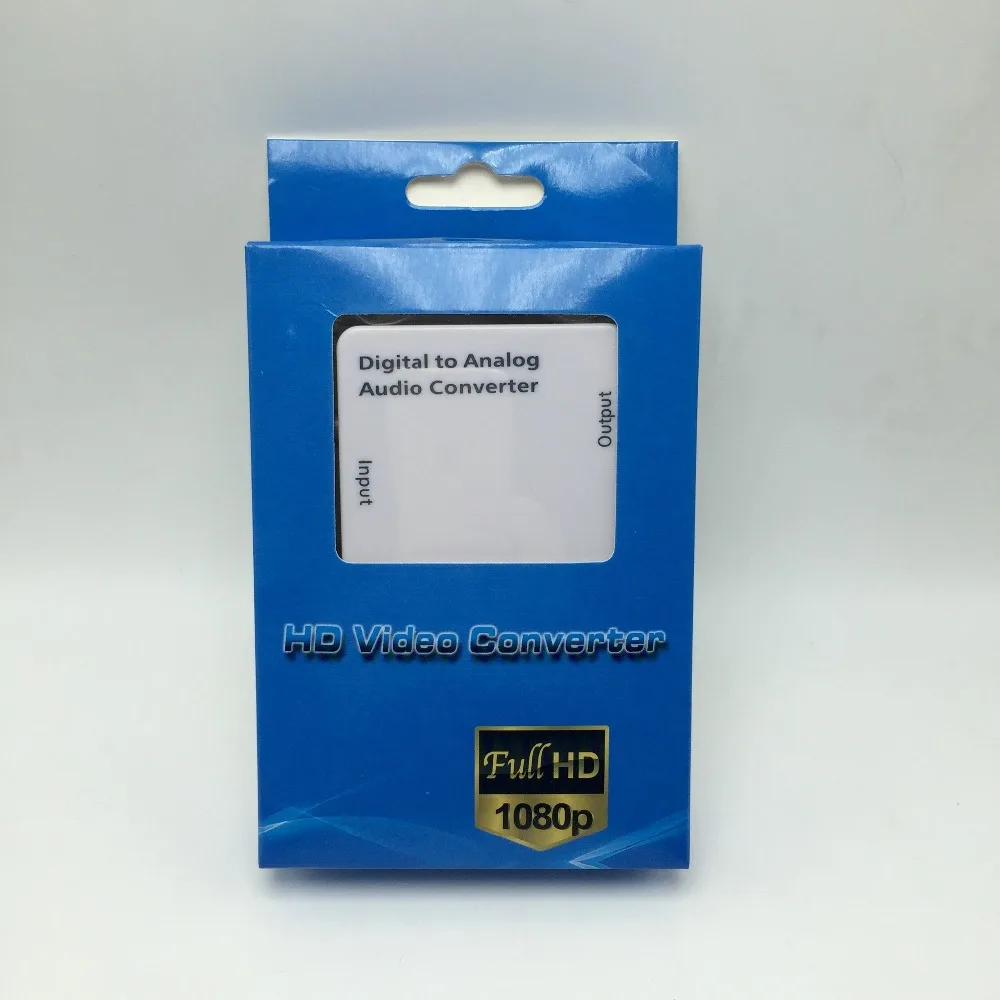 Digital to Analog
Audio Converter
Output
Input
HD Video Converter
Full HD
1080p